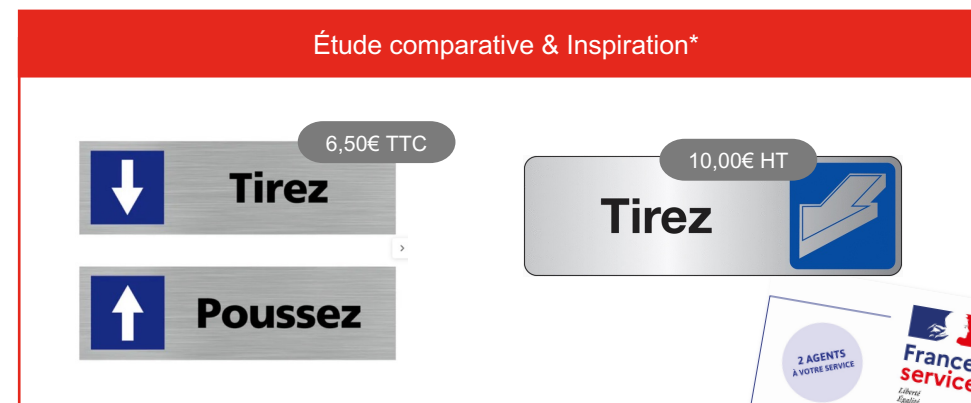 Étude comparative & Inspiration*
6,50€ TTC
Tirez
10,00€ HT
Tirez
Poussez
2 AGENTS
À VOTRE SERVICE
France
service
Liberté
Égalité